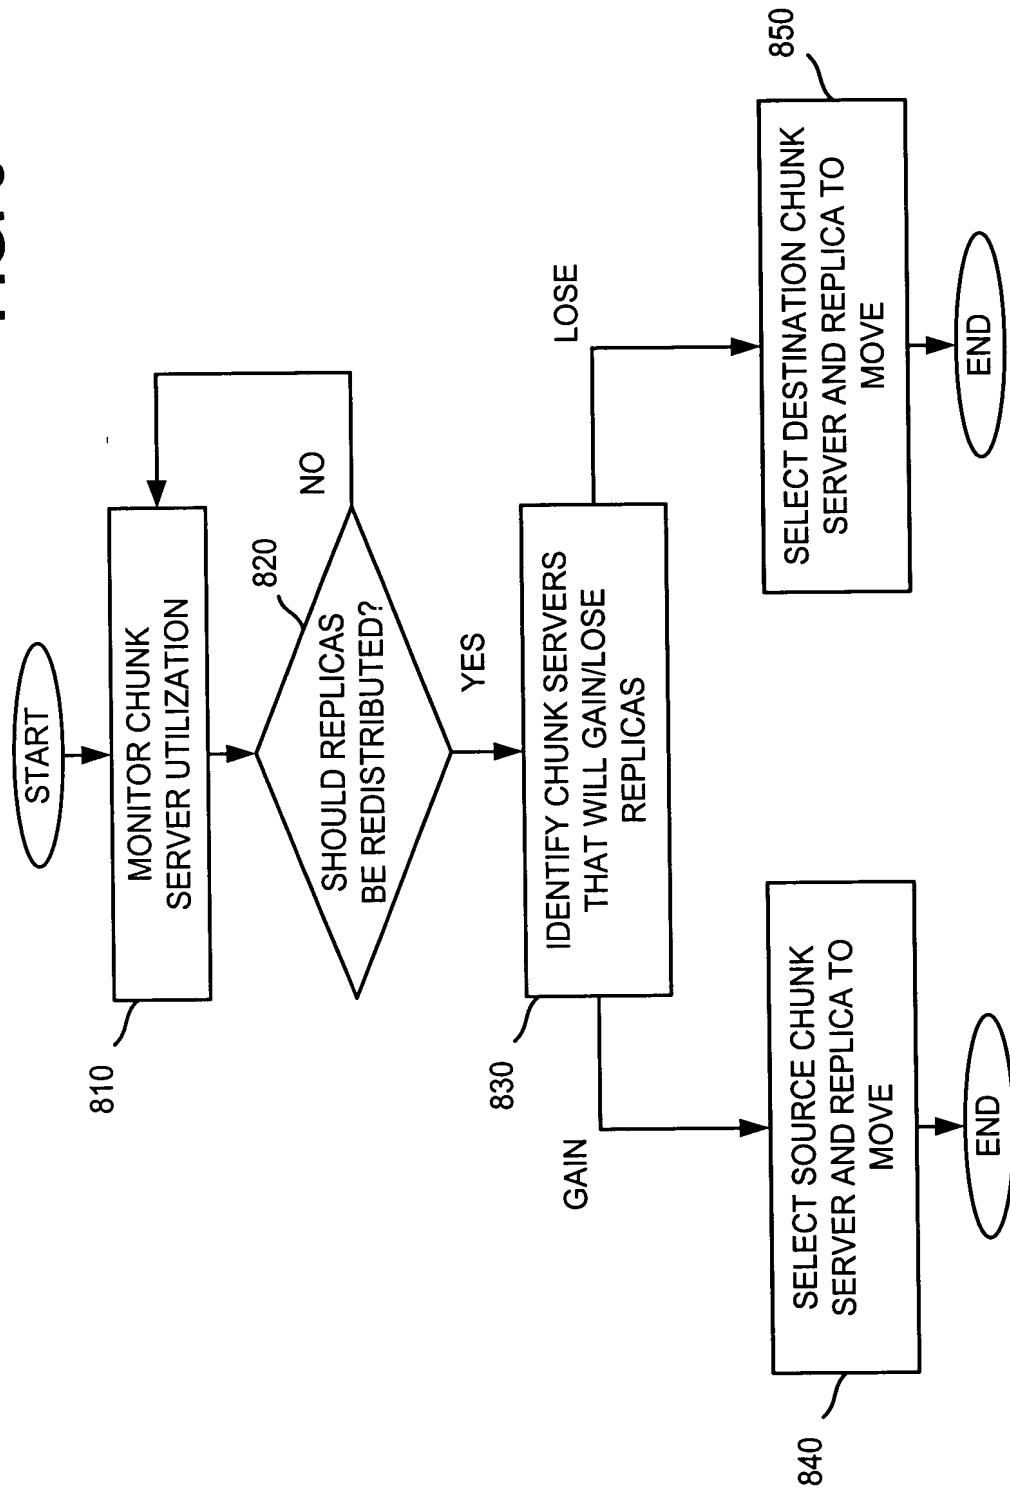 START
MONITOR CHUNK
SERVER UTILIZATION
810
820
SHOULD REPLICAS
BE REDISTRIBUTED?
NO
YES
830
IDENTIFY CHUNK SERVERS
THAT WILL GAIN/LOSE
REPLICAS
GAIN
LOSE
840
SELECT SOURCE CHUNK
SERVER AND REPLICA TO
MOVE
END
850
SELECT DESTINATION CHUNK
SERVER AND REPLICA TO
MOVE
END